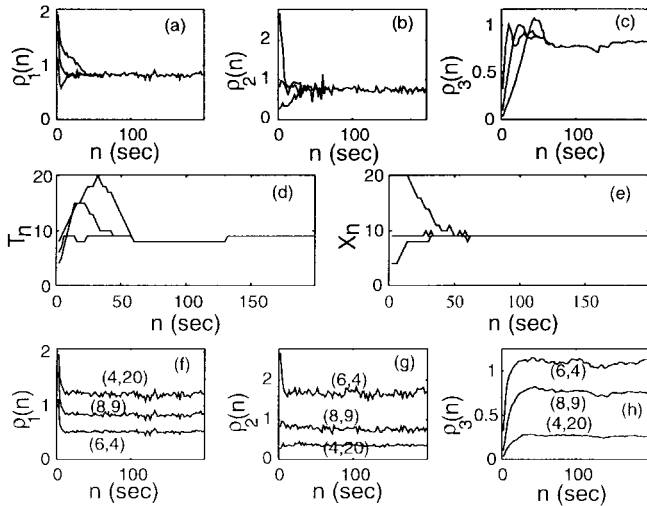 (a)
ρ1(n)
2
1
0
0
100
n (sec)
(b)
ρ2(n)
2
1
0
0
100
n (sec)
(c)
ρ3(n)
1
0.5
0
0
100
n (sec)
(d)
Tn
20
10
0
0
50
100
150
n (sec)
(e)
Xn
20
10
0
0
50
100
150
n (sec)
(f)
ρ1(n)
2
1
0
(4,20)
(8,9)
(6,4)
0
100
n (sec)
(g)
ρ2(n)
2
1
0
(6,4)
(8,9)
(4,20)
0
100
n (sec)
(h)
ρ3(n)
1
0.5
0
(6,4)
(8,9)
(4,20)
0
100
n (sec)